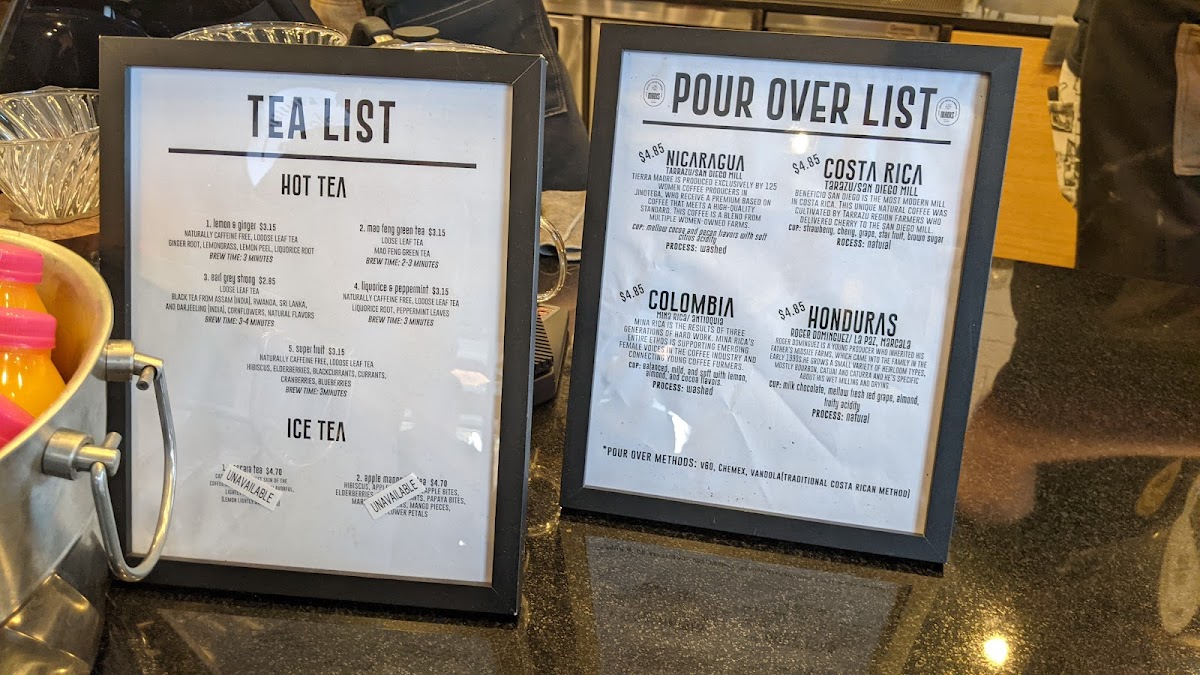 TEA LIST
HOT TEA
1. lemon & ginger $3.15
NATURALLY CAFFEINE FREE, LOOOSE LEAF TEA
GINGER ROOT, LEMONGRASS, LEMON PEEL, LIQUORICE ROOT
BREW TIME: 3 MINUTES
2. mao feng green tea $3.15
LOOSE LEAF TEA
MAO FENG GREEN TEA
BREW TIME: 2-3 MINUTES
3. earl grey strong $2.85
LOOSE LEAF TEA
BLACK TEA FROM ASSAM (INDIA), RWANDA, SRI LANKA,
AND DARJEELING (INDIA), CORNFLOWERS, NATURAL FLAVORS
BREW TIME: 3-4 MINUTES
4. liquorice & peppermint $3.15
NATURALLY CAFFEINE FREE, LOOOSE LEAF TEA
LIQUORICE ROOT, PEPPERMINT LEAVES
BREW TIME: 3 MINUTES
5. super fruit $3.15
NATURALLY CAFFEINE FREE, LOOOSE LEAF TEA
HIBISCUS, ELDERBERRIES, BLACKCURRANTS, CURRANTS,
CRANBERRIES, BLUEBERRIES
BREW TIME: 3MINUTES
ICE TEA
tea $4.70
SKIN OF THE
UNAVAILABLE
2. apple $4.70
HIBISCUS, APPLE BITES,
ELDERBERRIES PAPAYA BITES,
MANGO PIECES,
PETALS
UNAVAILABLE
POUR OVER LIST
$4.85 NICARAGUA
TARRAZU/SAN DIEGO MILL
TIERRA MADRE IS PRODUCED EXCLUSIVELY BY 125
WOMEN COFFEE PRODUCERS IN
JINOTEGA, WHO RECEIVE A PREMIUM BASED ON
COFFEE THAT MEETS A HIGH-QUALITY
STANDARD. THIS COFFEE IS A BLEND FROM
MULTIPLE WOMEN-OWNED FARMS.
CUP: mellow cocoa and pecan flavors with soft
citrus acidity
PROCESS: washed
$4.85 COSTA RICA
TARAZU/SAN DIEGO MILL
BENEFICIO SAN DIEGO IS THE MOST MODERN MILL
IN COSTA RICA. THIS UNIQUE NATURAL COFFEE WAS
CULTIVATED BY TARRAZU REGION FARMERS WHO
DELIVERED CHERRY TO THE SAN DIEGO MILL.
CUP: strawberry, cherry, grape, star fruit, brown sugar
ROCESS: natural
$4.85 COLOMBIA
MINA RICA/ ANTIOQUIA
MINA RICA IS THE RESULTS OF THREE
GENERATIONS OF HARD WORK. MINA RICA'S
ENTIRE ETHOS IS SUPPORTING EMERGING
FEMALE VOICES IN THE COFFEE INDUSTRY AND
CONNECTING YOUNG COFFEE FARMERS.
CUP: balanced, mild, and soft with lemon,
almond, and cocoa flavors.
PROCESS: washed
$4.85 HONDURAS
ROGER DOMINGUEZ/ LA PAZ, MARCALA
ROGER DOMINGUEZ IS A YOUNG PRODUCER WHO INHERITED HIS
FATHER'S MOGOLE FARMS, WHICH CAME INTO THE FAMILY IN THE
EARLY 1990S. HE GROWS A SMALL VARIETY OF HEIRLOOM TYPES,
MOSTLY BOURBON, CATUAI AND CATURRA AND HE'S SPECIFIC
ABOUT HIS WET MILLING AND DRYING
CUP: milk chocolate, mellow fresh red grape, almond,
fruity acidity
PROCESS: natural
*POUR OVER METHODS: V60, CHEMEX, VANDOLA(TRADITIONAL COSTA RICAN METHOD)